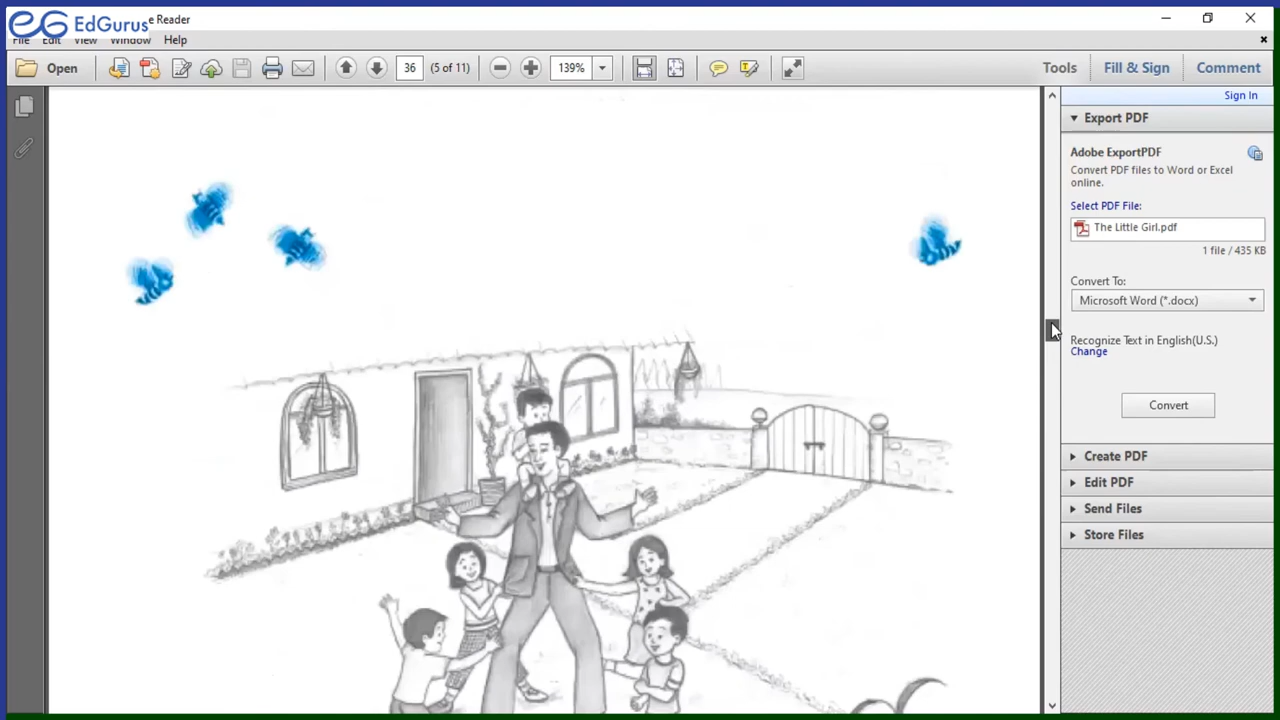 EdGurus
e Reader
File Edit View Window Help
Open
36 (5 of 11)
139%
Tools
Fill & Sign
Comment
Sign In
Export PDF
Adobe ExportPDF
Convert PDF files to Word or Excel
online.
Select PDF File:
The Little Girl.pdf
1 file / 435 KB
Convert To:
Microsoft Word (*.docx)
Recognize Text in English(U.S.)
Change
Convert
Create PDF
Edit PDF
Send Files
Store Files